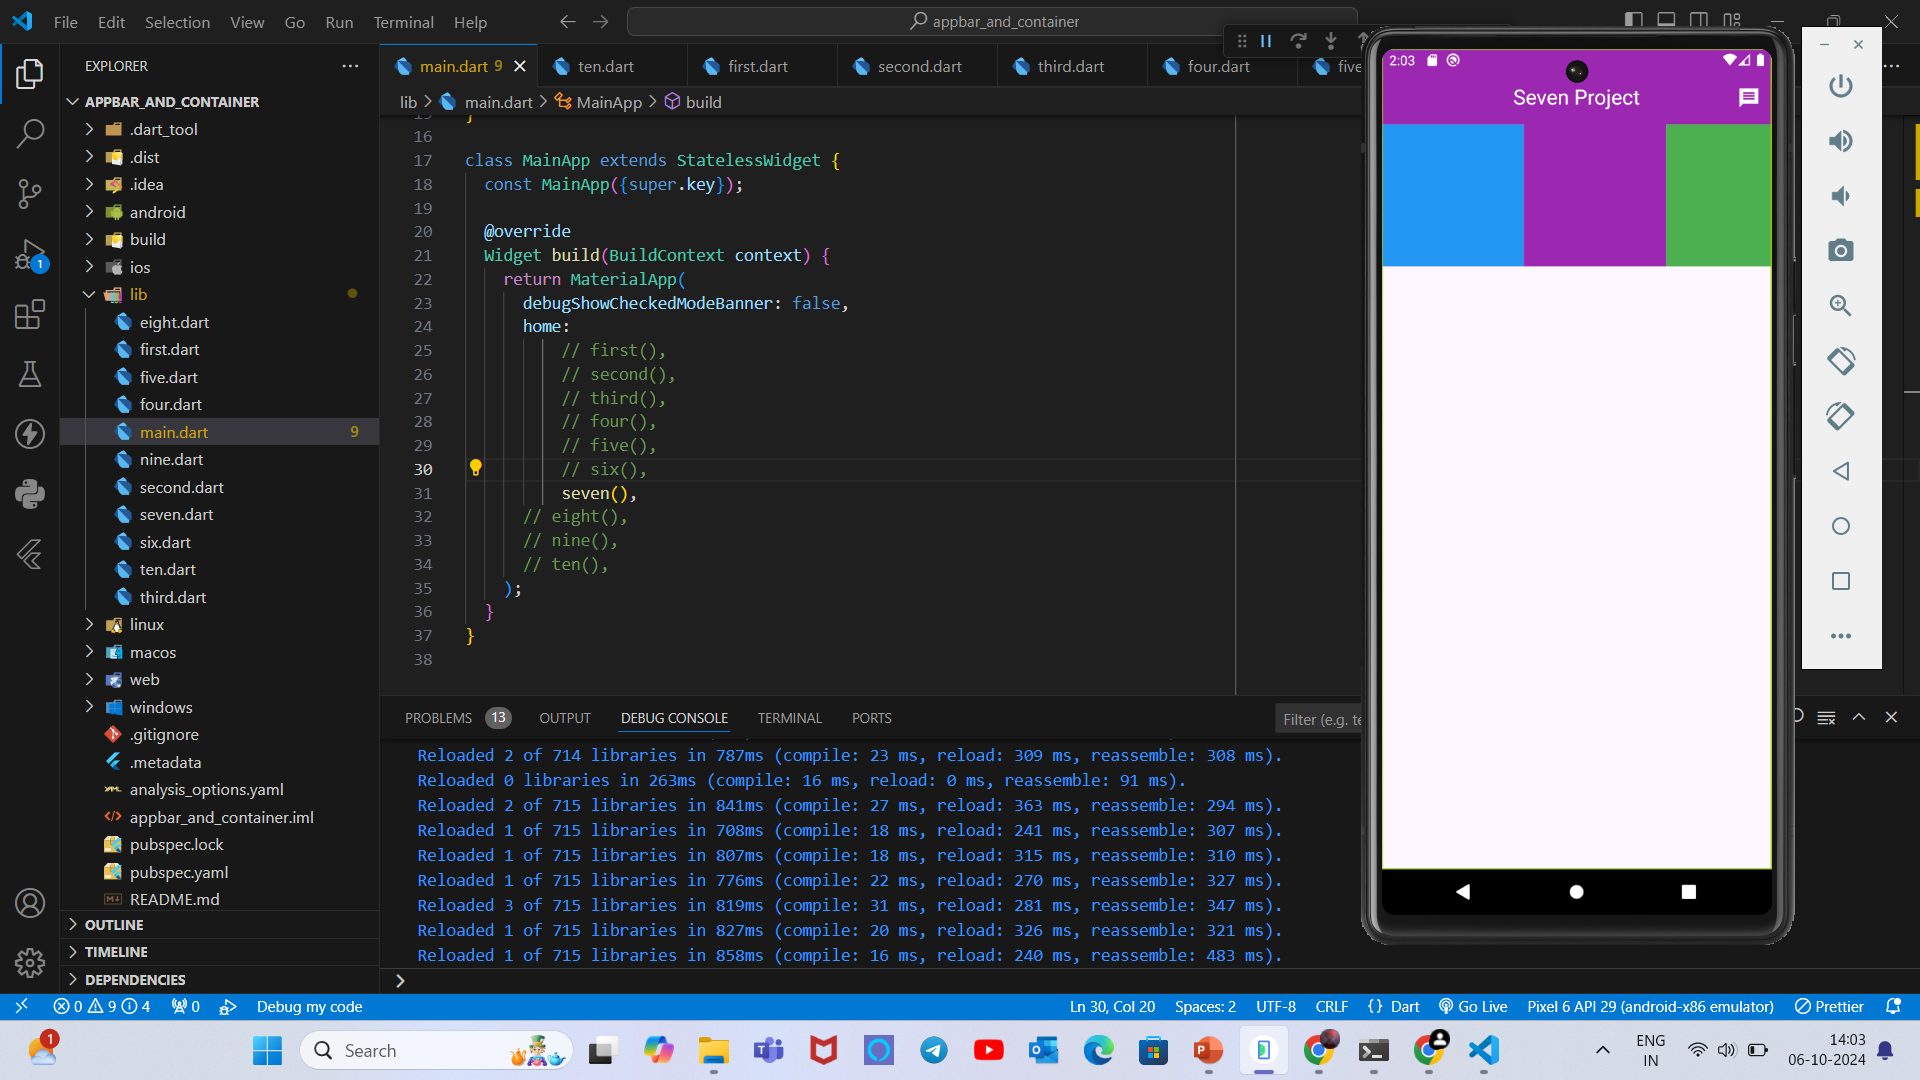 File Edit Selection View Go Run Terminal Help
appbar_and_container
EXPLORER
main.dart 9
ten.dart
first.dart
second.dart
third.dart
four.dart
five
lib
main.dart
MainApp
build
APPBAR_AND_CONTAINER
.dart_tool
.dist
.idea
android
build
ios
lib
eight.dart
first.dart
five.dart
four.dart
main.dart 9
nine.dart
second.dart
seven.dart
six.dart
ten.dart
third.dart
linux
macos
web
windows
.gitignore
.metadata
analysis_options.yaml
appbar_and_container.iml
pubspec.lock
pubspec.yaml
README.md
OUTLINE
TIMELINE
DEPENDENCIES
15 }
16
17 class MainApp extends StatelessWidget {
18 const MainApp({super.key});
19
20 @override
21 Widget build(BuildContext context) {
22 return MaterialApp(
23 debugShowCheckedModeBanner: false,
24 home:
25 // first(),
26 // second(),
27 // third(),
28 // four(),
29 // five(),
30 // six(),
31 seven(),
32 // eight(),
33 // nine(),
34 // ten(),
35 );
36 }
37 }
38
PROBLEMS 13 OUTPUT DEBUG CONSOLE TERMINAL PORTS
Filter (e.g. te
Reloaded 2 of 714 libraries in 787ms (compile: 23 ms, reload: 309 ms, reassemble: 308 ms).
Reloaded 0 libraries in 263ms (compile: 16 ms, reload: 0 ms, reassemble: 91 ms).
Reloaded 2 of 715 libraries in 841ms (compile: 27 ms, reload: 363 ms, reassemble: 294 ms).
Reloaded 1 of 715 libraries in 708ms (compile: 18 ms, reload: 241 ms, reassemble: 307 ms).
Reloaded 1 of 715 libraries in 807ms (compile: 18 ms, reload: 315 ms, reassemble: 310 ms).
Reloaded 1 of 715 libraries in 776ms (compile: 22 ms, reload: 270 ms, reassemble: 327 ms).
Reloaded 3 of 715 libraries in 819ms (compile: 31 ms, reload: 281 ms, reassemble: 347 ms).
Reloaded 1 of 715 libraries in 827ms (compile: 20 ms, reload: 326 ms, reassemble: 321 ms).
Reloaded 1 of 715 libraries in 858ms (compile: 16 ms, reload: 240 ms, reassemble: 483 ms).
2:03
Seven Project
1
0 9 4 0 Debug my code
Ln 30, Col 20 Spaces: 2 UTF-8 CRLF {} Dart Go Live Pixel 6 API 29 (android-x86 emulator) Prettier
1
Search
ENG
IN
14:03
06-10-2024